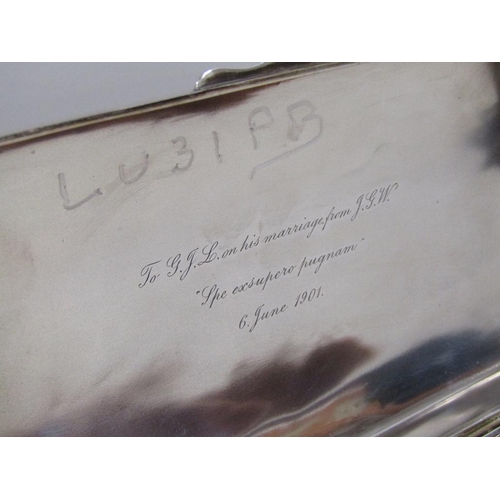 LU31PB
To G.J.L. on his marriage from J.G.W.
"Spe exsupero pugnam"
6. June 1901.